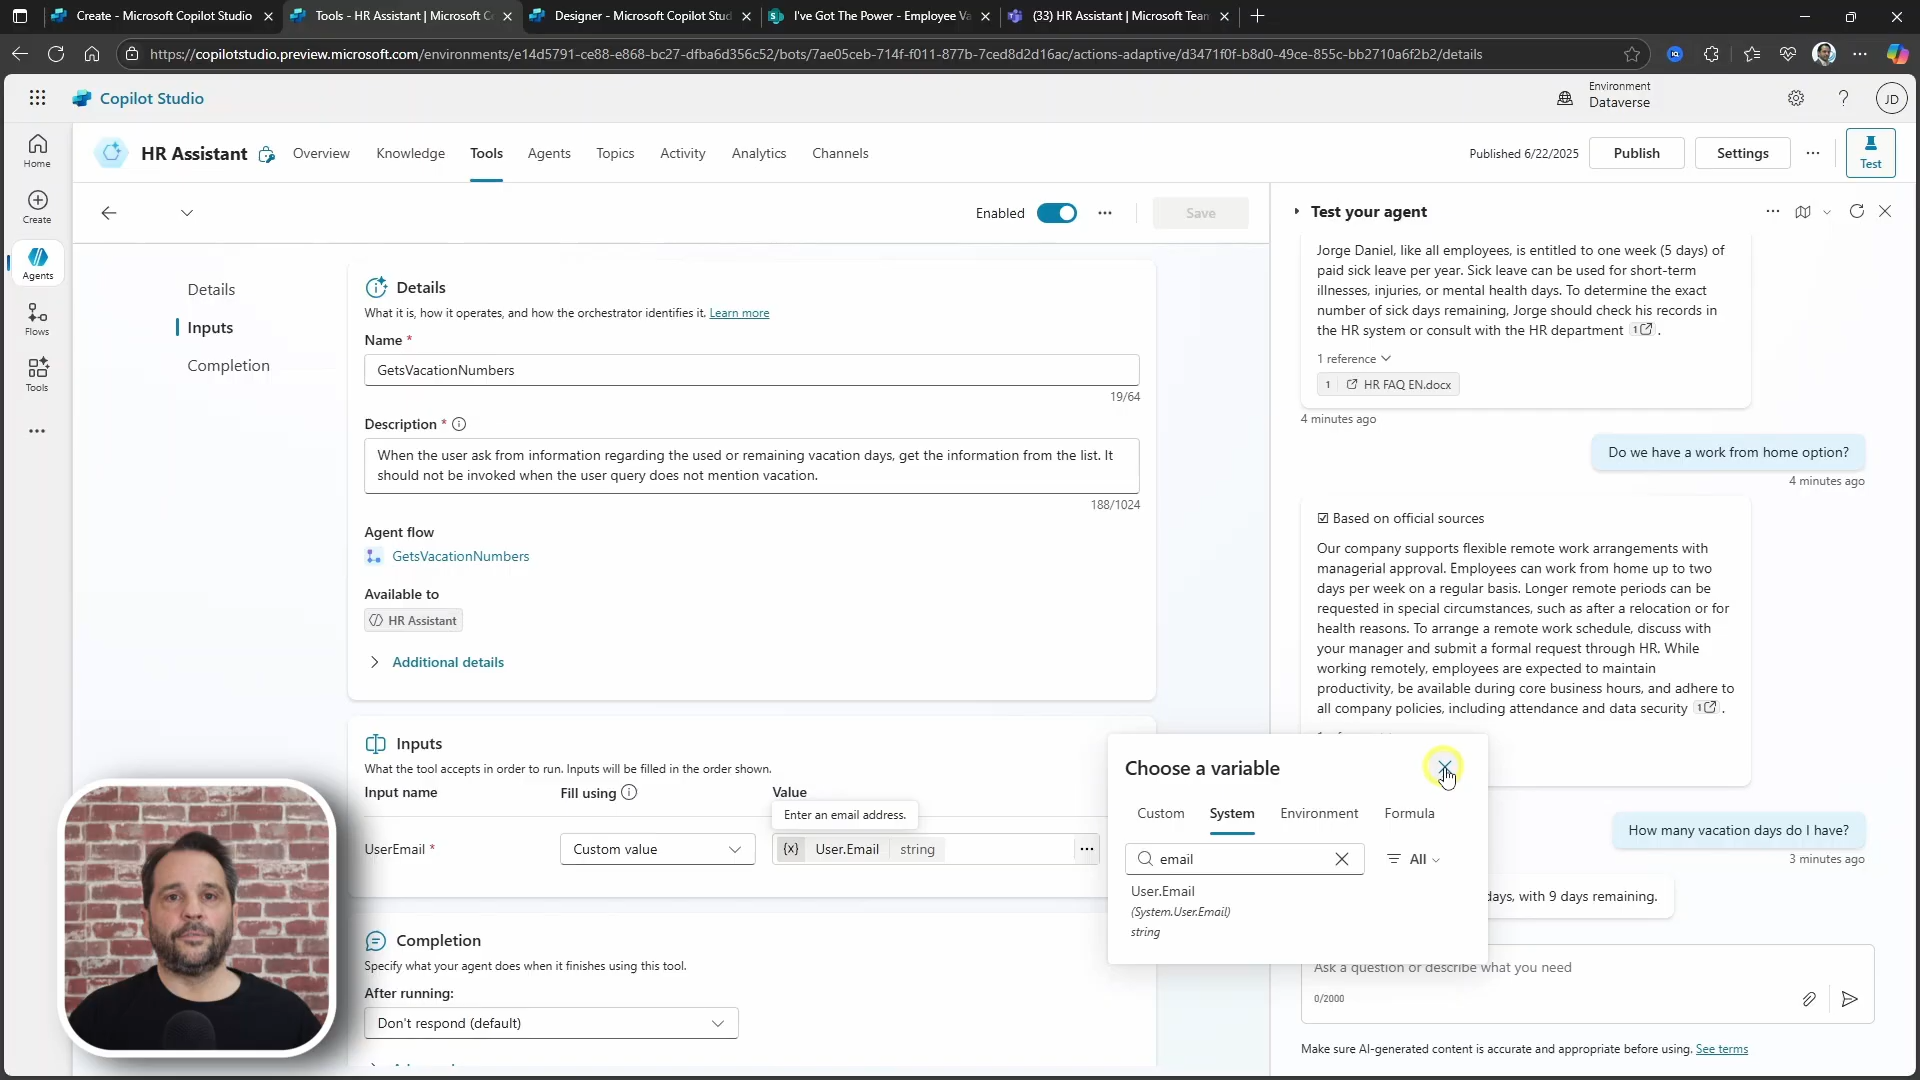 Create - Microsoft Copilot Studio
Tools - HR Assistant | Microsoft Co
Designer - Microsoft Copilot Stud
I've Got The Power - Employee Va
(33) HR Assistant | Microsoft Team
https://copilotstudio.preview.microsoft.com/environments/e14d5791-ce88-e868-bc27-dfba6d356c52/bots/7ae05ceb-714f-f011-877b-7ced8d2d16ac/actions-adaptive/d3471f0f-b8d0-49ce-855c-bb2710a6f2b2/details
Copilot Studio
Environment
Dataverse
JD
Home
Create
Agents
Flows
Tools
HR Assistant
Overview
Knowledge
Tools
Agents
Topics
Activity
Analytics
Channels
Published 6/22/2025
Publish
Settings
Test
Enabled
Save
Details
Inputs
Completion
Details
What it is, how it operates, and how the orchestrator identifies it. Learn more
Name *
GetsVacationNumbers
19/64
Description *
When the user ask from information regarding the used or remaining vacation days, get the information from the list. It
should not be invoked when the user query does not mention vacation.
188/1024
Agent flow
GetsVacationNumbers
Available to
HR Assistant
Additional details
Inputs
What the tool accepts in order to run. Inputs will be filled in the order shown.
Input name
Fill using
Value
Enter an email address.
UserEmail *
Custom value
{x} User.Email string
Completion
Specify what your agent does when it finishes using this tool.
After running:
Don't respond (default)
Choose a variable
Custom
System
Environment
Formula
email
All
User.Email
(System.User.Email)
string
Test your agent
Jorge Daniel, like all employees, is entitled to one week (5 days) of
paid sick leave per year. Sick leave can be used for short-term
illnesses, injuries, or mental health days. To determine the exact
number of sick days remaining, Jorge should check his records in
the HR system or consult with the HR department 1.
1 reference
1 HR FAQ EN.docx
4 minutes ago
Do we have a work from home option?
4 minutes ago
☑ Based on official sources
Our company supports flexible remote work arrangements with
managerial approval. Employees can work from home up to two
days per week on a regular basis. Longer remote periods can be
requested in special circumstances, such as after a relocation or for
health reasons. To arrange a remote work schedule, discuss with
your manager and submit a formal request through HR. While
working remotely, employees are expected to maintain
productivity, be available during core business hours, and adhere to
all company policies, including attendance and data security 1.
How many vacation days do I have?
3 minutes ago
days, with 9 days remaining.
Ask a question or describe what you need
0/2000
Make sure AI-generated content is accurate and appropriate before using. See terms